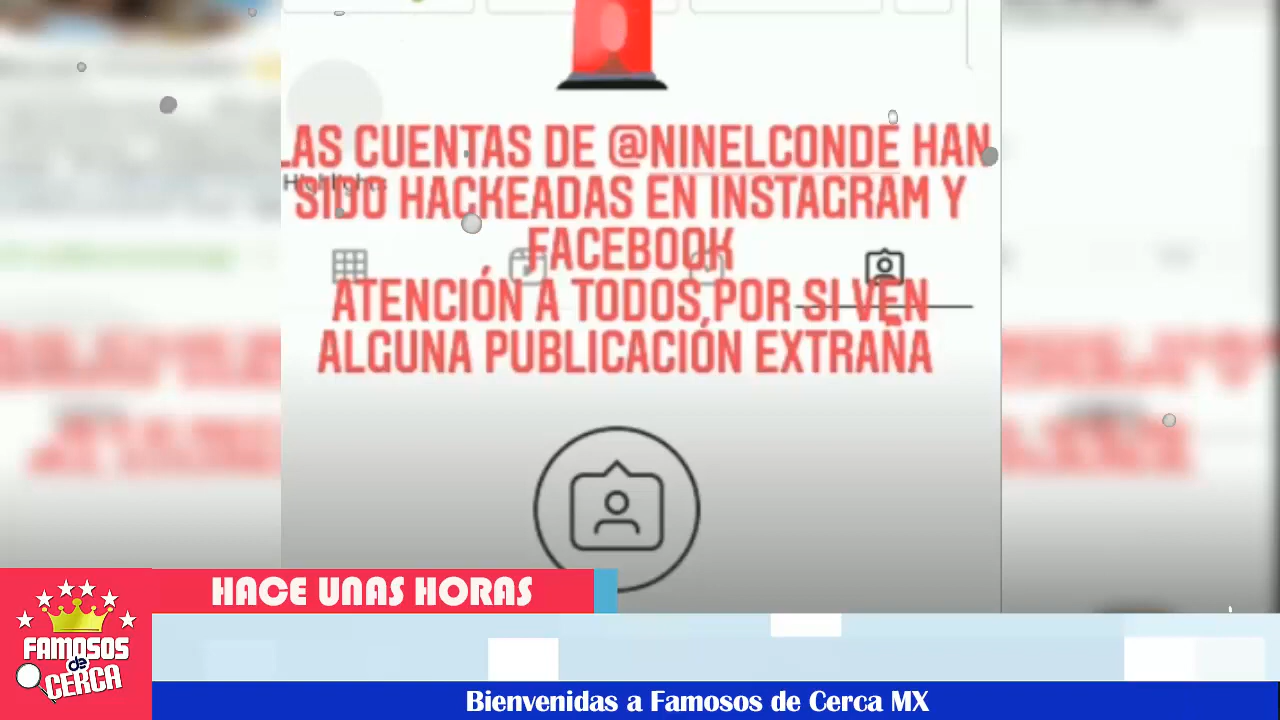 LAS CUENTAS DE @NINELCONDE HAN
Highlights
SIDO HACKEADAS EN INSTAGRAM Y
FACEBOOK
ATENCIÓN A TODOS POR SI VEN
ALGUNA PUBLICACIÓN EXTRAÑA
HACE UNAS HORAS
FAMOSOS
de
CERCA
Bienvenidas a Famosos de Cerca MX